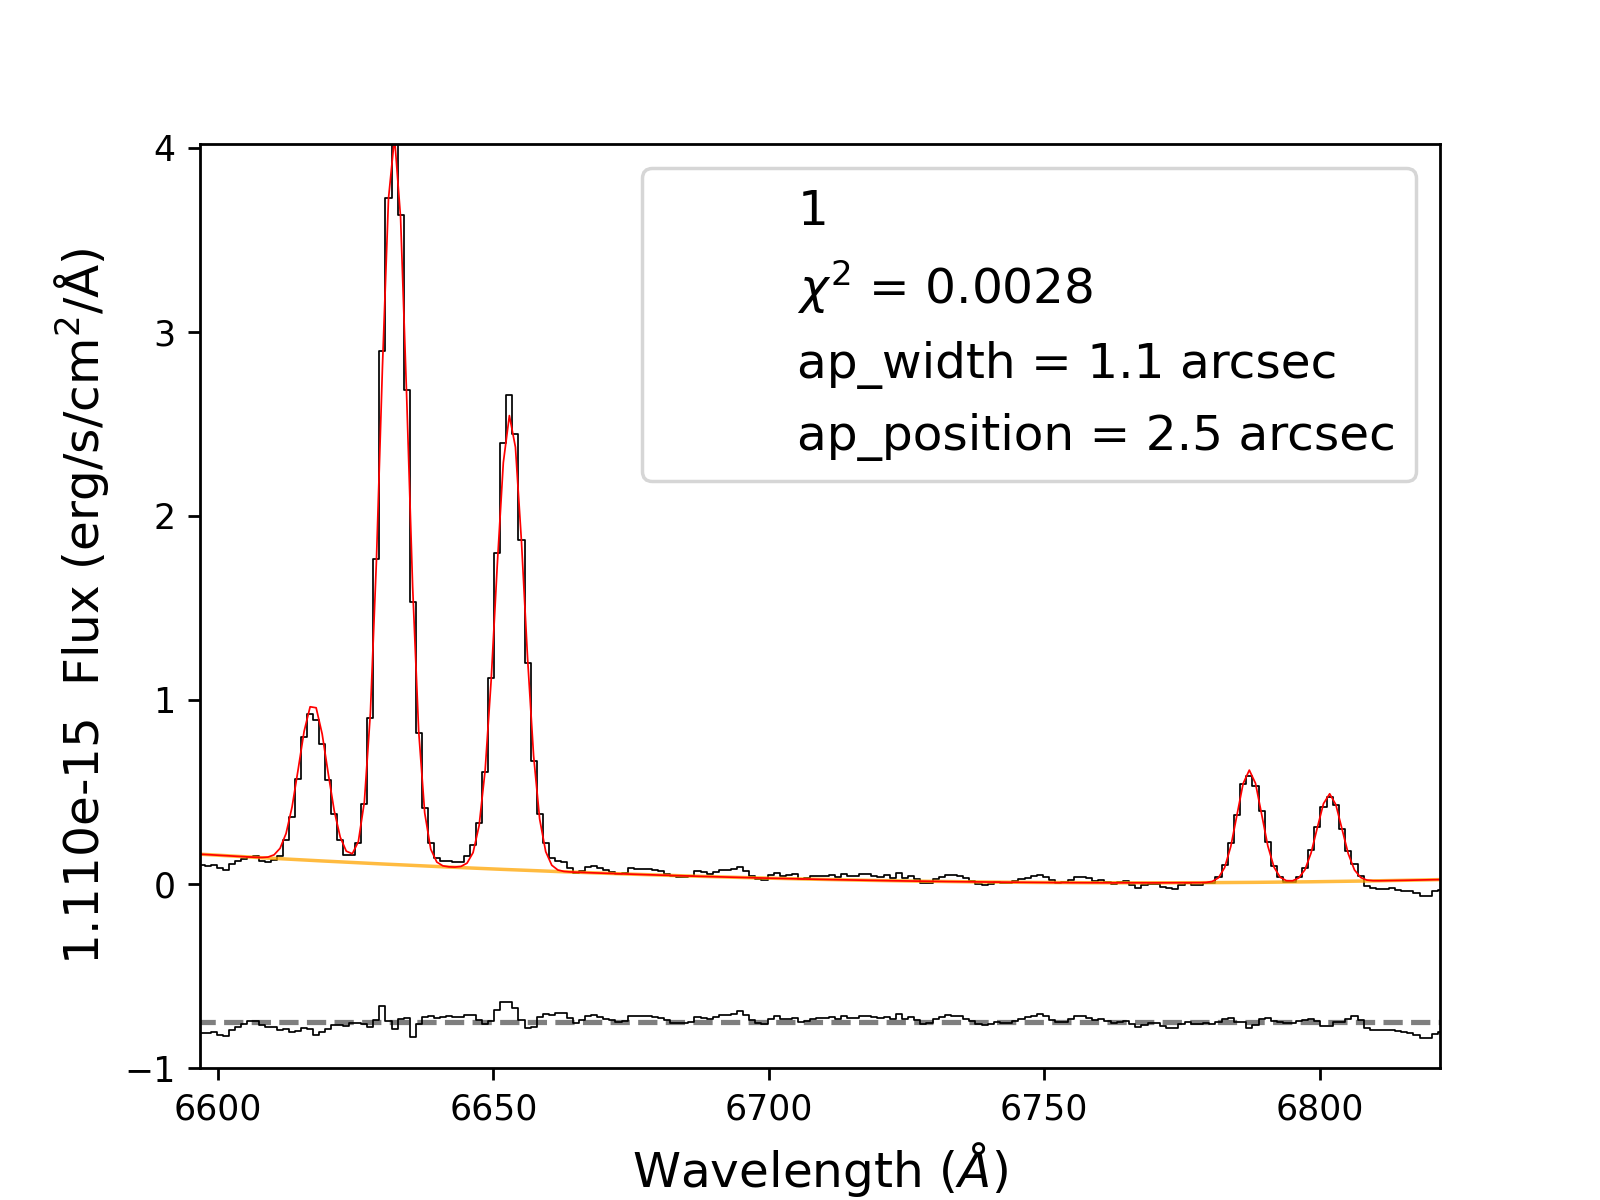 1
χ² = 0.0028
ap_width = 1.1 arcsec
ap_position = 2.5 arcsec
4
3
2
1
0
−1
1.110e-15 Flux (erg/s/cm²/Å)
6600 6650 6700 6750 6800
Wavelength (Å)